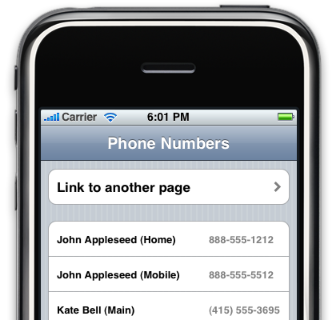 Carrier 6:01 PM
Phone Numbers
Link to another page
John Appleseed (Home) 888-555-1212
John Appleseed (Mobile) 888-555-5512
Kate Bell (Main) (415) 555-3695